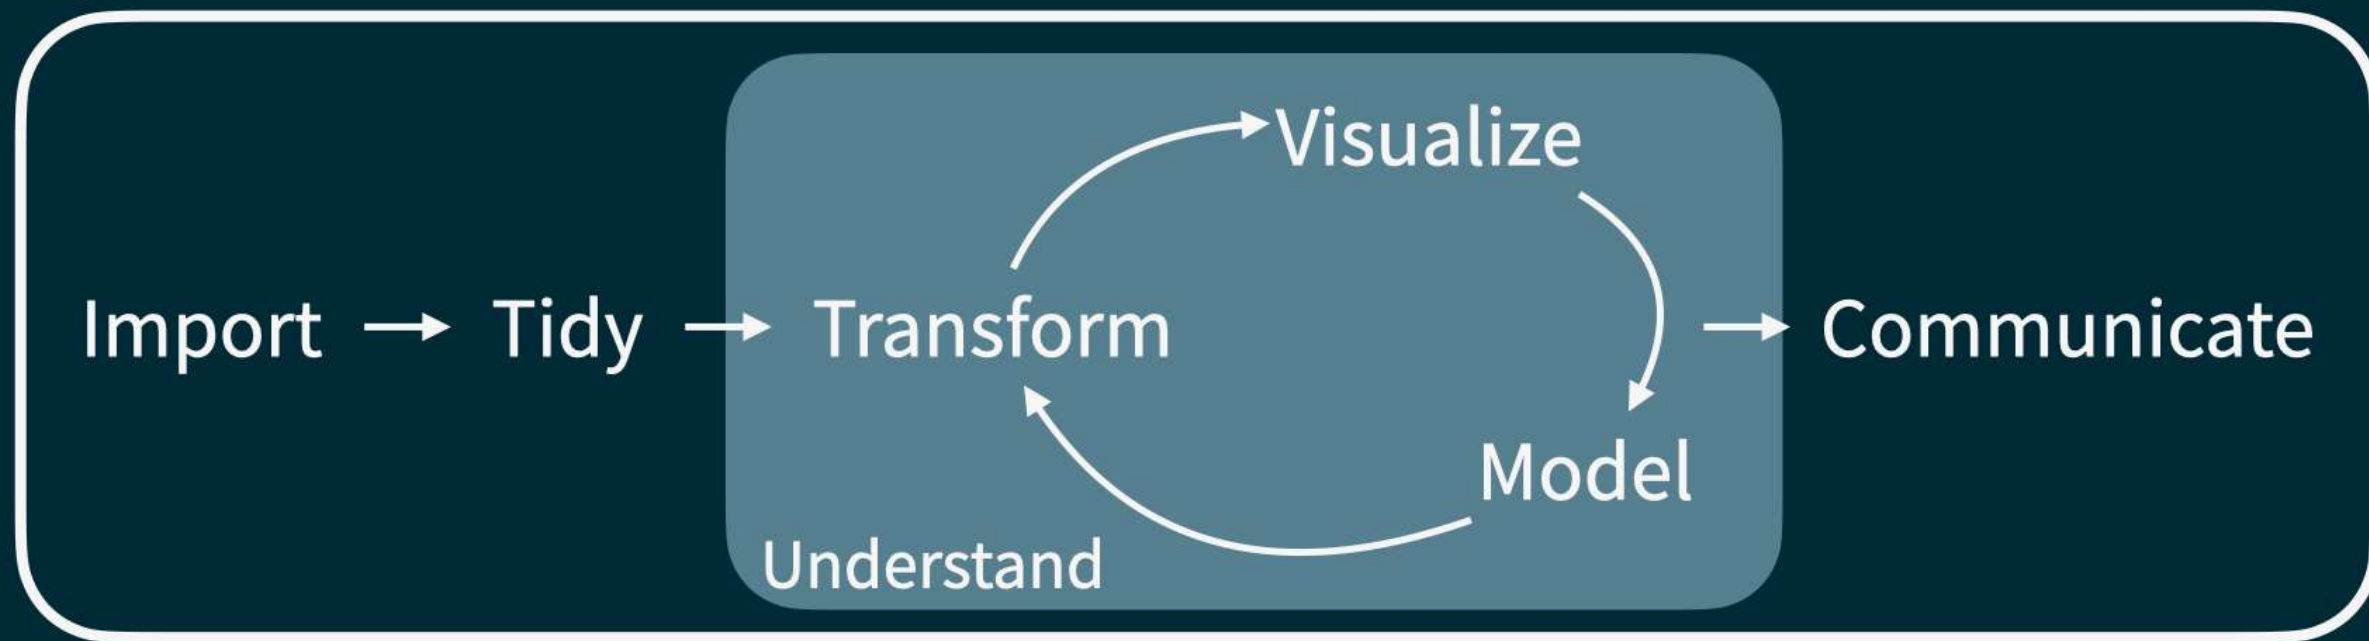 Visualize
Import
Tidy
Transform
Communicate
Model
Understand